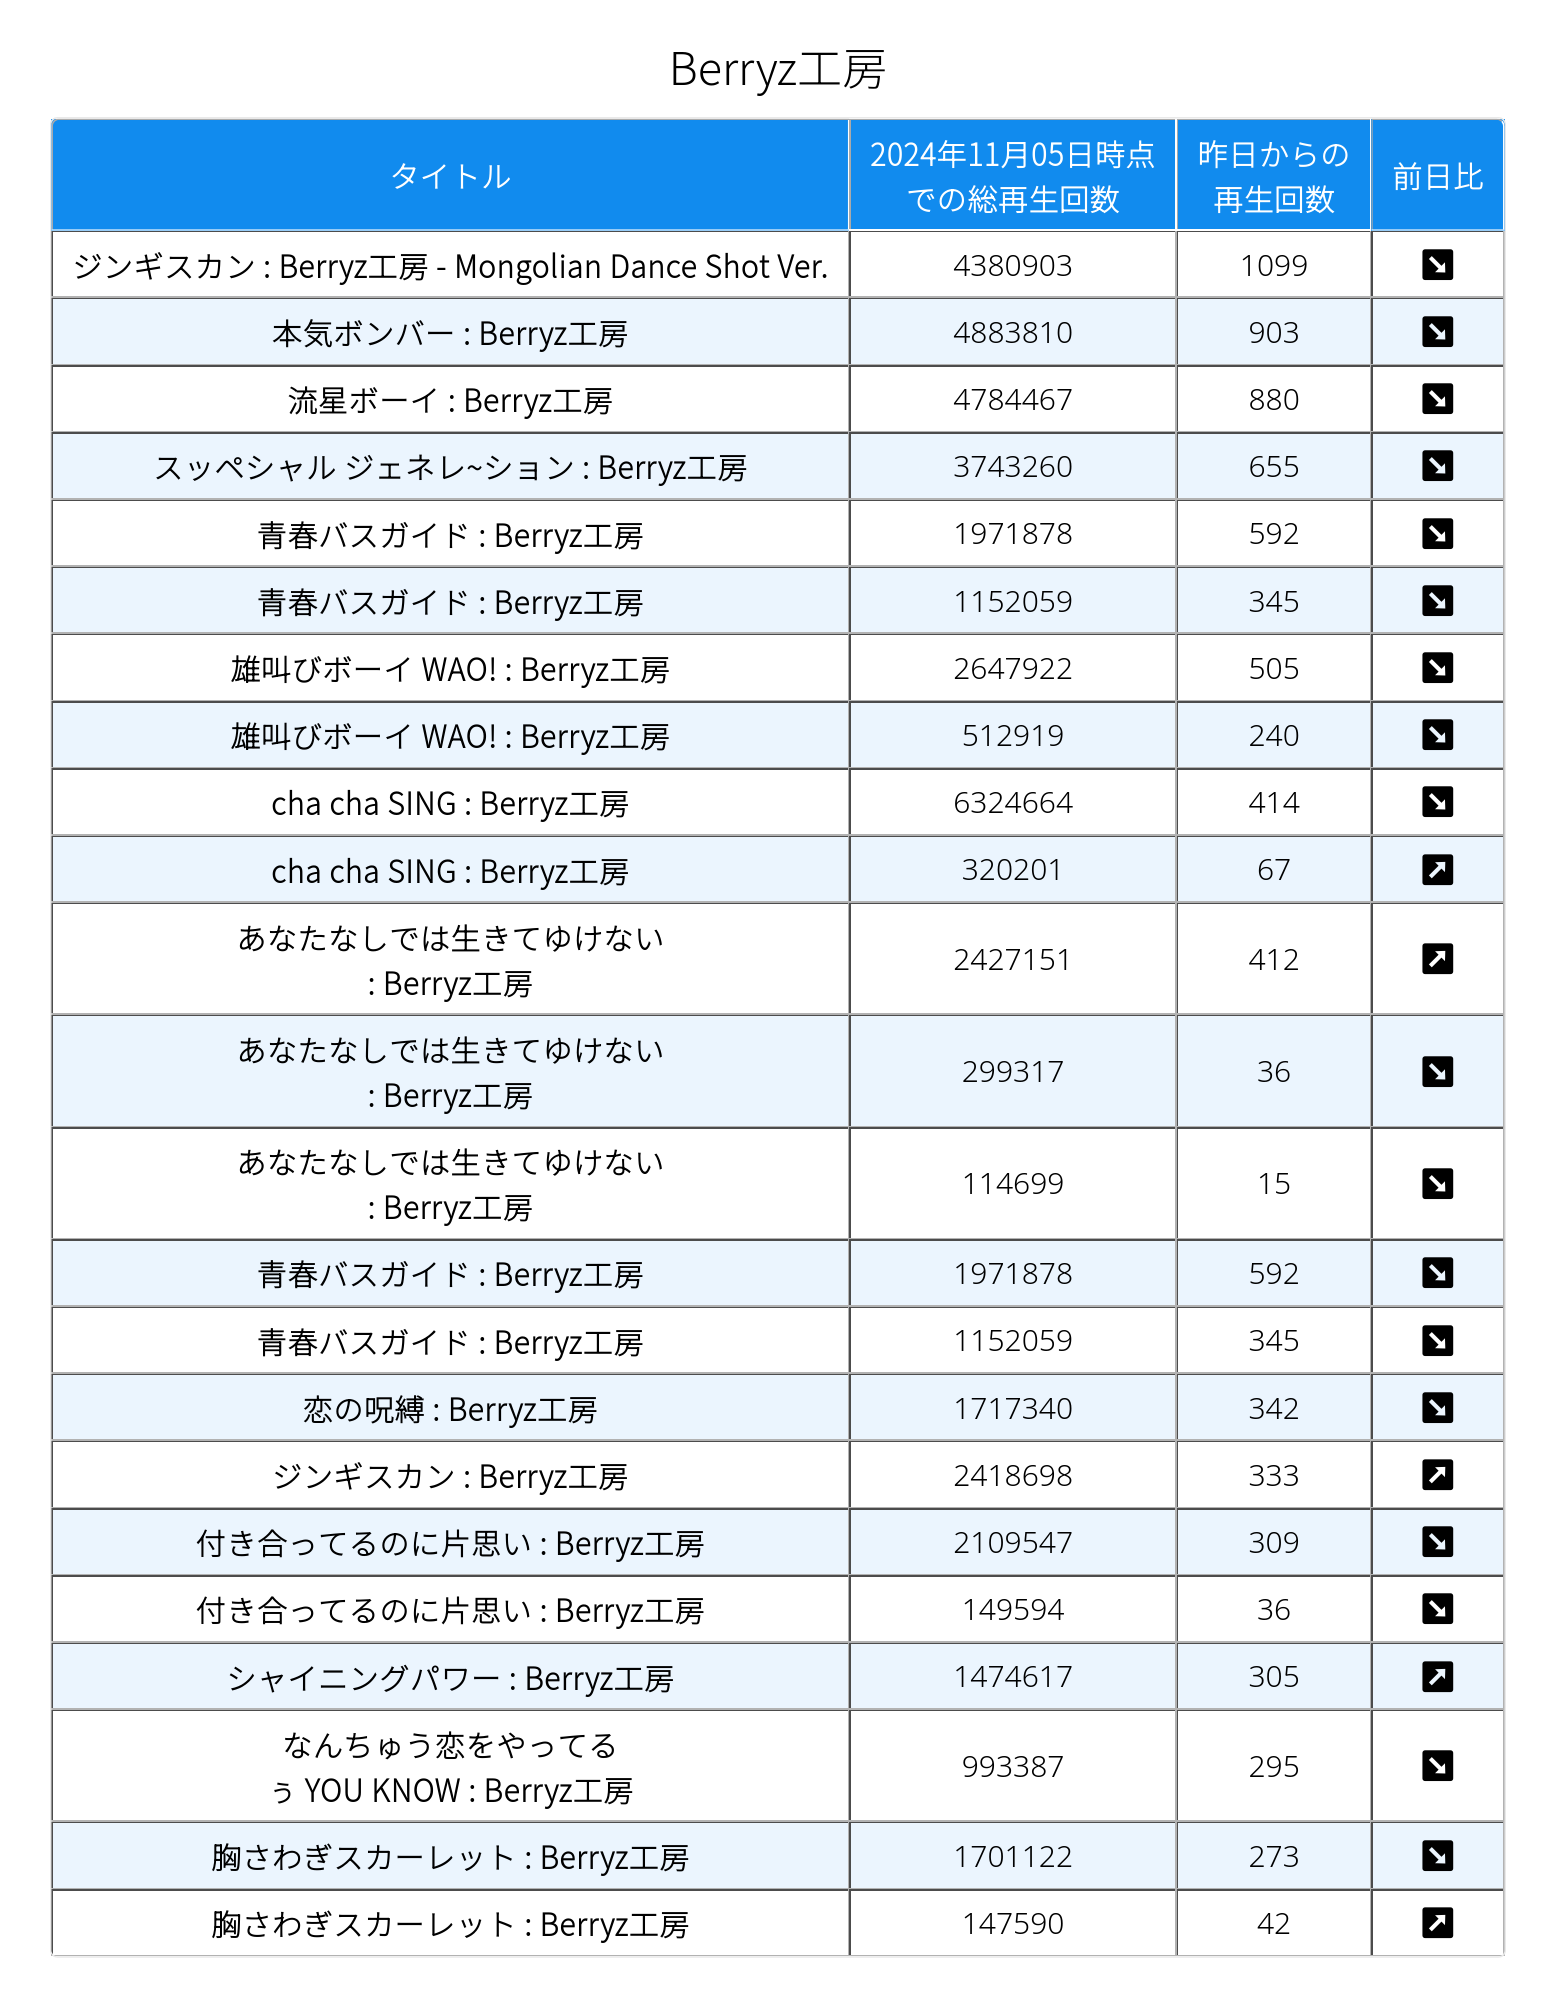 Berryz工房
タイトル 2024年11月05日時点 昨日からの 前日比
での総再生回数 再生回数
ジンギスカン : Berryz工房 - Mongolian Dance Shot Ver. 4380903 1099 ↘
本気ボンバー : Berryz工房 4883810 903 ↘
流星ボーイ : Berryz工房 4784467 880 ↘
スッペシャル ジェネレ~ション : Berryz工房 3743260 655 ↘
青春バスガイド : Berryz工房 1971878 592 ↘
青春バスガイド : Berryz工房 1152059 345 ↘
雄叫びボーイ WAO! : Berryz工房 2647922 505 ↘
雄叫びボーイ WAO! : Berryz工房 512919 240 ↘
cha cha SING : Berryz工房 6324664 414 ↘
cha cha SING : Berryz工房 320201 67 ↗
あなたなしでは生きてゆけない
: Berryz工房 2427151 412 ↗
あなたなしでは生きてゆけない
: Berryz工房 299317 36 ↘
あなたなしでは生きてゆけない
: Berryz工房 114699 15 ↘
青春バスガイド : Berryz工房 1971878 592 ↘
青春バスガイド : Berryz工房 1152059 345 ↘
恋の呪縛 : Berryz工房 1717340 342 ↘
ジンギスカン : Berryz工房 2418698 333 ↗
付き合ってるのに片思い : Berryz工房 2109547 309 ↘
付き合ってるのに片思い : Berryz工房 149594 36 ↘
シャイニングパワー : Berryz工房 1474617 305 ↗
なんちゅう恋をやってる
ぅ YOU KNOW : Berryz工房 993387 295 ↘
胸さわぎスカーレット : Berryz工房 1701122 273 ↘
胸さわぎスカーレット : Berryz工房 147590 42 ↗